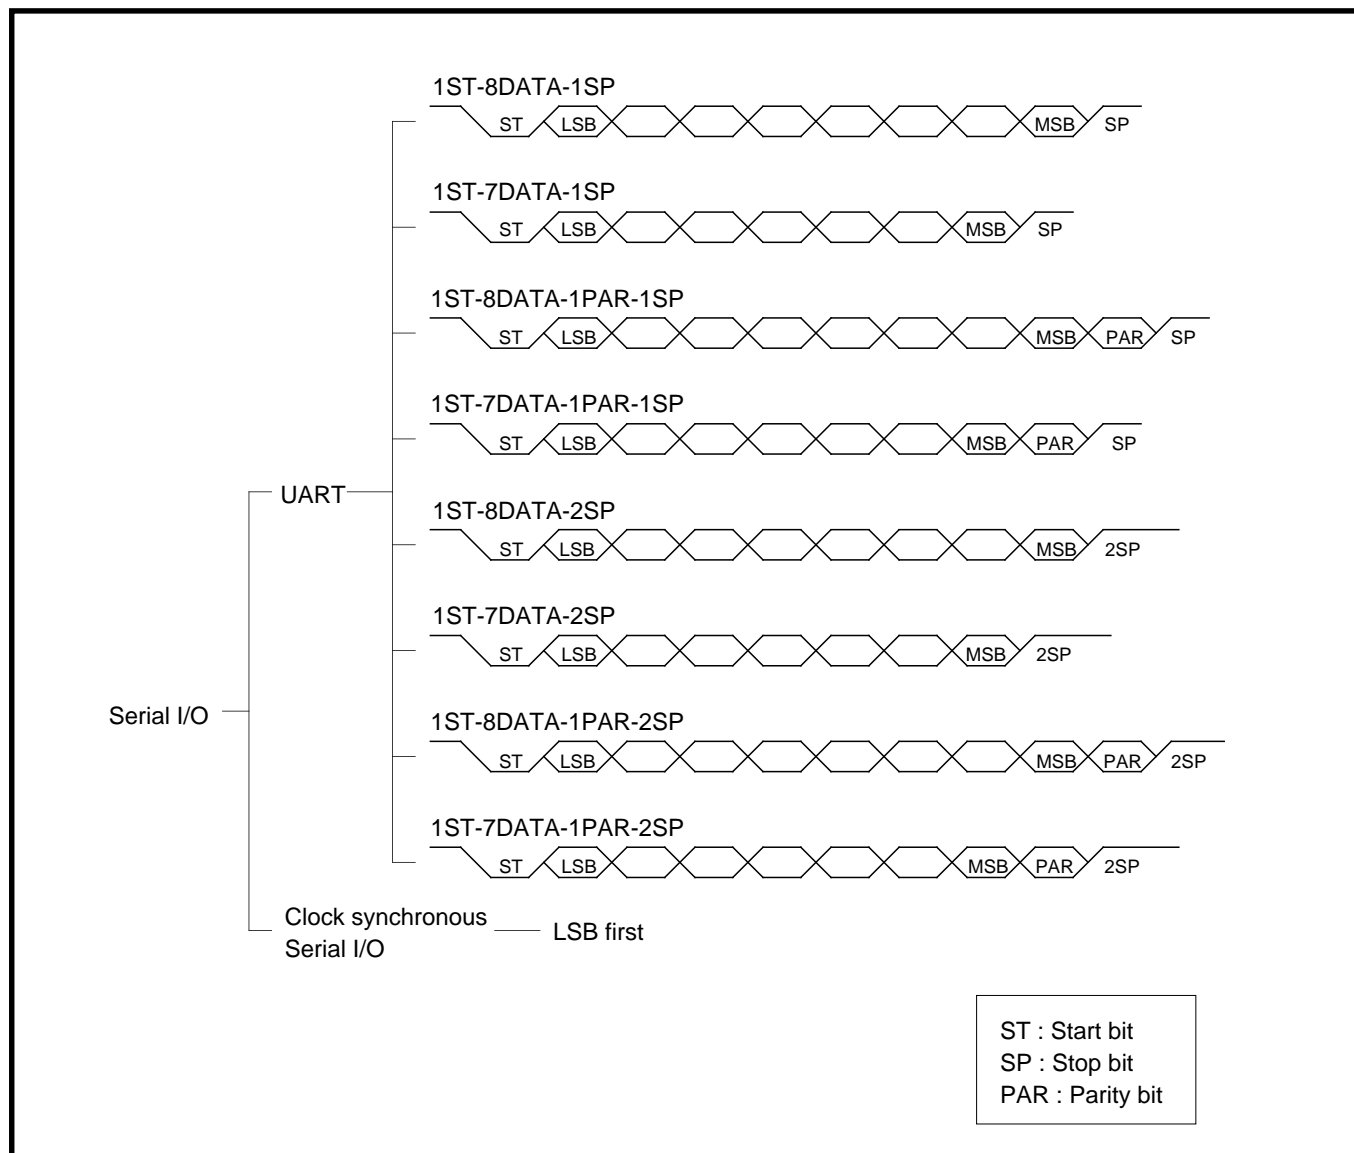 1ST-8DATA-1SP
ST LSB MSB SP
1ST-7DATA-1SP
ST LSB MSB SP
1ST-8DATA-1PAR-1SP
ST LSB MSB PAR SP
1ST-7DATA-1PAR-1SP
ST LSB MSB PAR SP
UART
1ST-8DATA-2SP
ST LSB MSB 2SP
1ST-7DATA-2SP
ST LSB MSB 2SP
Serial I/O
1ST-8DATA-1PAR-2SP
ST LSB MSB PAR 2SP
1ST-7DATA-1PAR-2SP
ST LSB MSB PAR 2SP
Clock synchronous
Serial I/O
LSB first
ST : Start bit
SP : Stop bit
PAR : Parity bit